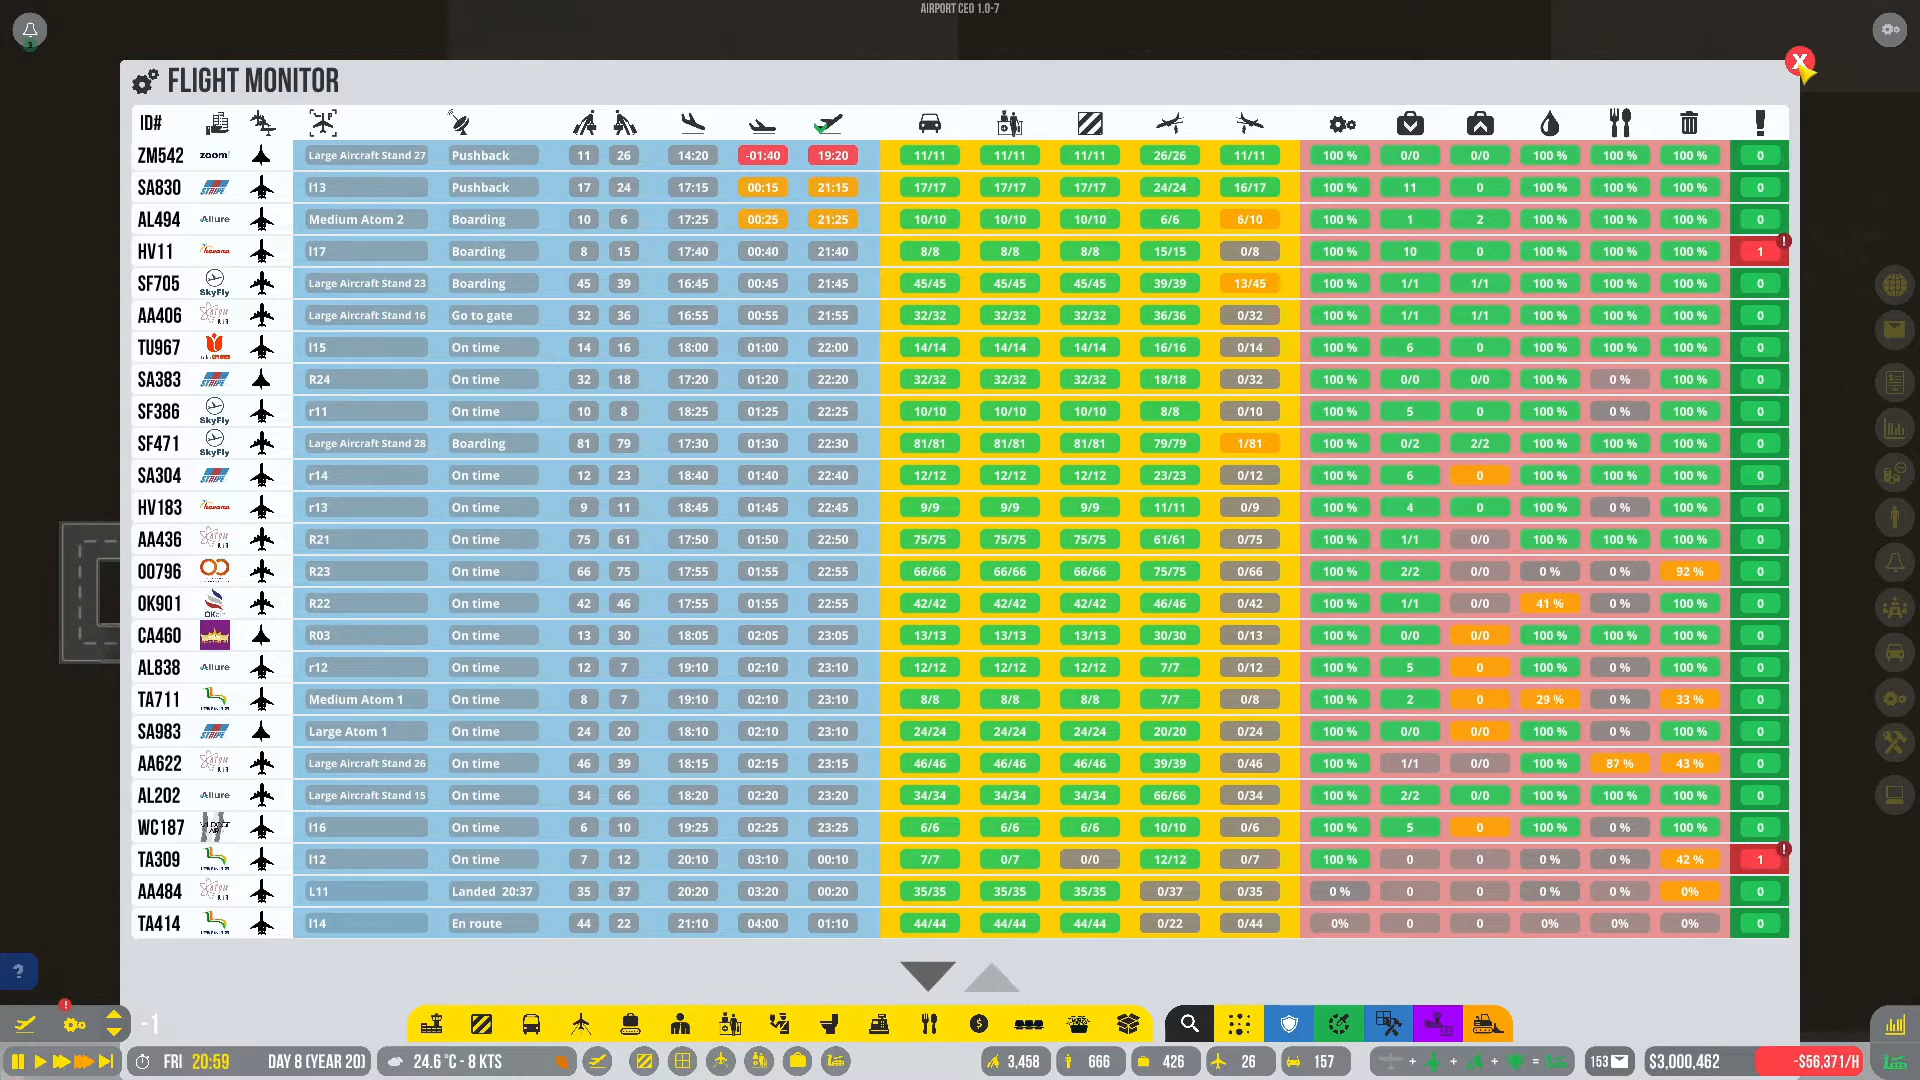 AIRPORT CEO 1.0-7
FLIGHT MONITOR
ID#
ZM542 zoom! Large Aircraft Stand 27 Pushback 11 26 14:20 -01:40 19:20 11/11 11/11 11/11 26/26 11/11 100 % 0/0 0/0 100 % 100 % 100 % 0
SA830 STRIPE l13 Pushback 17 24 17:15 00:15 21:15 17/17 17/17 17/17 24/24 16/17 100 % 11 0 100 % 100 % 100 % 0
AL494 Allure Medium Atom 2 Boarding 10 6 17:25 00:25 21:25 10/10 10/10 10/10 6/6 6/10 100 % 1 2 100 % 100 % 100 % 0
HV11 havana l17 Boarding 8 15 17:40 00:40 21:40 8/8 8/8 8/8 15/15 0/8 100 % 10 0 100 % 100 % 100 % 1 !
SF705 SkyFly Large Aircraft Stand 23 Boarding 45 39 16:45 00:45 21:45 45/45 45/45 45/45 39/39 13/45 100 % 1/1 1/1 100 % 100 % 100 % 0
AA406 Large Aircraft Stand 16 Go to gate 32 36 16:55 00:55 21:55 32/32 32/32 32/32 36/36 0/32 100 % 1/1 1/1 100 % 100 % 100 % 0
TU967 l15 On time 14 16 18:00 01:00 22:00 14/14 14/14 14/14 16/16 0/14 100 % 6 0 100 % 100 % 100 % 0
SA383 STRIPE R24 On time 32 18 17:20 01:20 22:20 32/32 32/32 32/32 18/18 0/32 100 % 0/0 0/0 100 % 0 % 100 % 0
SF386 SkyFly r11 On time 10 8 18:25 01:25 22:25 10/10 10/10 10/10 8/8 0/10 100 % 5 0 100 % 0 % 100 % 0
SF471 SkyFly Large Aircraft Stand 28 Boarding 81 79 17:30 01:30 22:30 81/81 81/81 81/81 79/79 1/81 100 % 0/2 2/2 100 % 100 % 100 % 0
SA304 STRIPE r14 On time 12 23 18:40 01:40 22:40 12/12 12/12 12/12 23/23 0/12 100 % 6 0 100 % 100 % 100 % 0
HV183 havana r13 On time 9 11 18:45 01:45 22:45 9/9 9/9 9/9 11/11 0/9 100 % 4 0 100 % 0 % 100 % 0
AA436 R21 On time 75 61 17:50 01:50 22:50 75/75 75/75 75/75 61/61 0/75 100 % 1/1 0/0 100 % 100 % 100 % 0
OO796 R23 On time 66 75 17:55 01:55 22:55 66/66 66/66 66/66 75/75 0/66 100 % 2/2 0/0 0 % 0 % 92 % 0
OK901 R22 On time 42 46 17:55 01:55 22:55 42/42 42/42 42/42 46/46 0/42 100 % 1/1 0/0 41 % 0 % 100 % 0
CA460 R03 On time 13 30 18:05 02:05 23:05 13/13 13/13 13/13 30/30 0/13 100 % 0/0 0/0 100 % 100 % 100 % 0
AL838 Allure r12 On time 12 7 19:10 02:10 23:10 12/12 12/12 12/12 7/7 0/12 100 % 5 0 100 % 0 % 100 % 0
TA711 Medium Atom 1 On time 8 7 19:10 02:10 23:10 8/8 8/8 8/8 7/7 0/8 100 % 2 0 29 % 0 % 33 % 0
SA983 STRIPE Large Atom 1 On time 24 20 18:10 02:10 23:10 24/24 24/24 24/24 20/20 0/24 100 % 0/0 0/0 100 % 100 % 100 % 0
AA622 Large Aircraft Stand 26 On time 46 39 18:15 02:15 23:15 46/46 46/46 46/46 39/39 0/46 100 % 1/1 0/0 100 % 87 % 43 % 0
AL202 Allure Large Aircraft Stand 15 On time 34 66 18:20 02:20 23:20 34/34 34/34 34/34 66/66 0/34 100 % 2/2 0/0 100 % 100 % 100 % 0
WC187 l16 On time 6 10 19:25 02:25 23:25 6/6 6/6 6/6 10/10 0/6 100 % 5 0 100 % 0 % 100 % 0
TA309 l12 On time 7 12 20:10 03:10 00:10 7/7 0/7 0/0 12/12 0/7 100 % 0 0 0 % 0 % 42 % 1 !
AA484 L11 Landed 20:37 35 37 20:20 03:20 00:20 35/35 35/35 35/35 0/37 0/35 0 % 0 0 0 % 0 % 0% 0
TA414 l14 En route 44 22 21:10 04:00 01:10 44/44 44/44 44/44 0/22 0/44 0% 0 0 0% 0% 0% 0
?
-1
FRI 20:59 DAY 8 (YEAR 20) 24.6 °C - 8 KTS 3,458 666 426 26 157 + + + = 153 $3,000,462 -$56,371/H